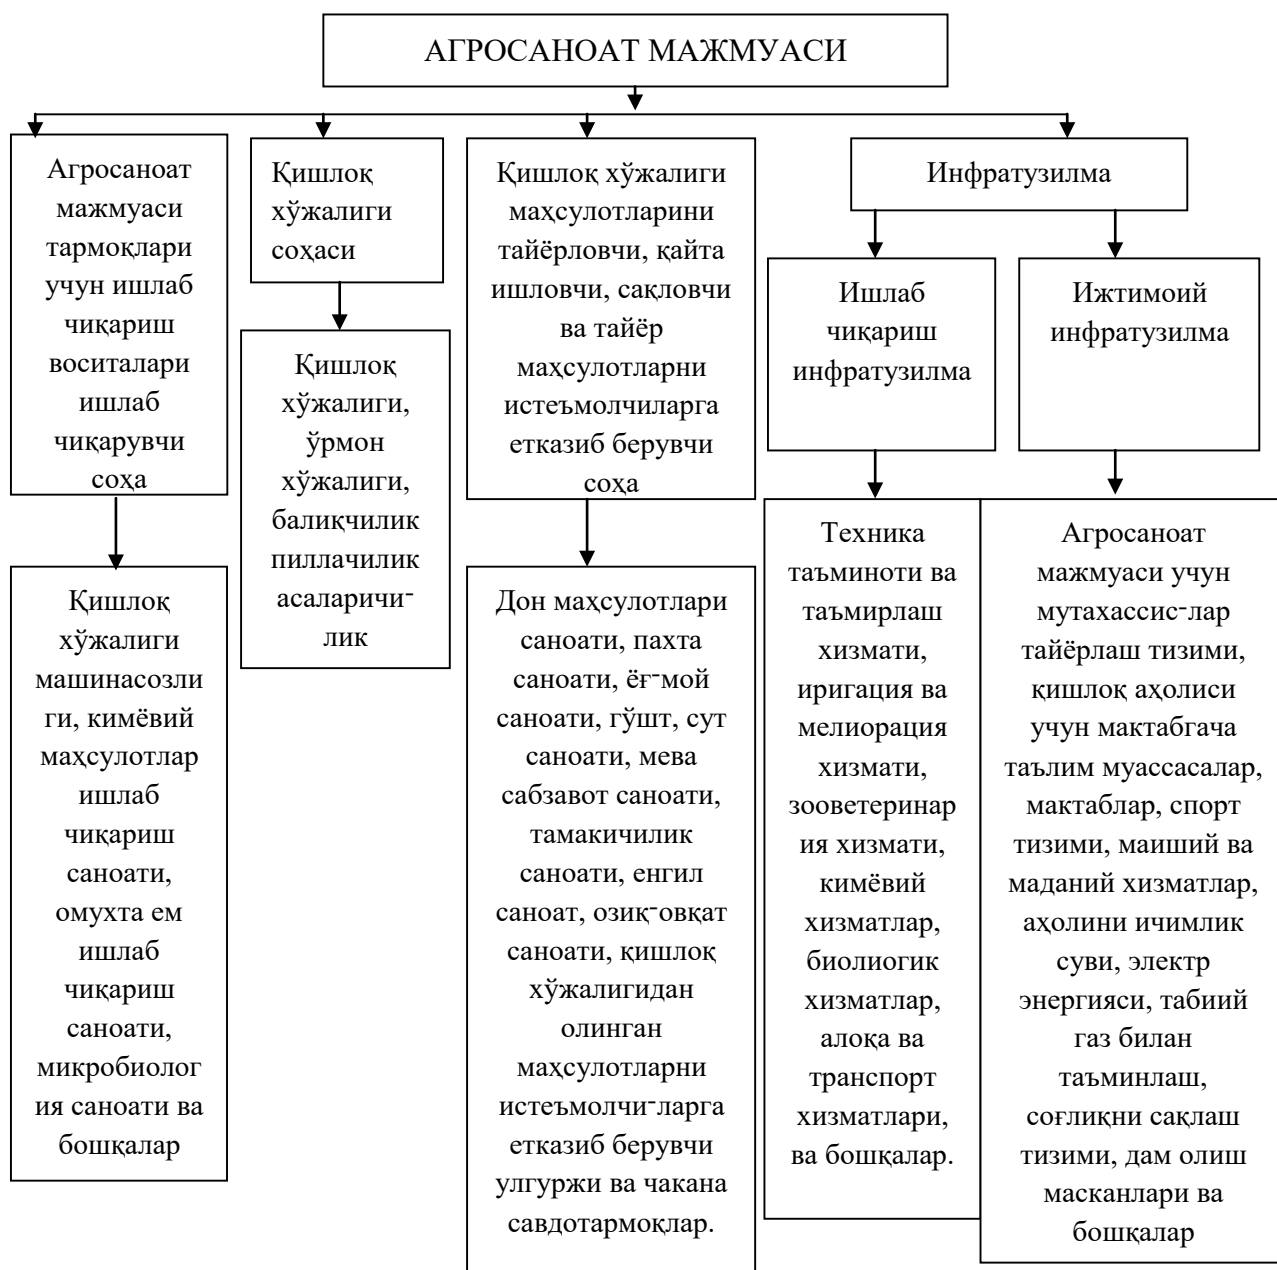 АГРОСАНОАТ МАЖМУАСИ
Агросаноат
мажмуаси
тармоқлари
учун ишлаб
чиқариш
воситалари
ишлаб
чиқарувчи
соҳа
Қишлоқ
хўжалиги
соҳаси
Қишлоқ хўжалиги
маҳсулотларини
тайёрловчи, қайта
ишловчи, сақловчи
ва тайёр
маҳсулотларни
истеъмолчиларга
етказиб берувчи
соҳа
Инфратузилма
Ишлаб
чиқариш
инфратузилма
Ижтимоий
инфратузилма
Қишлоқ
хўжалиги
машинасозли
ги, кимёвий
маҳсулотлар
ишлаб
чиқариш
саноати,
омухта ем
ишлаб
чиқариш
саноати,
микробиолог
ия саноати ва
бошқалар
Қишлоқ
хўжалиги,
ўрмон
хўжалиги,
балиқчилик
пиллачилик
асаларичи-
лик
Дон маҳсулотлари
саноати, пахта
саноати, ёғ-мой
саноати, гўшт, сут
саноати, мева
сабзавот саноати,
тамакичилик
саноати, енгил
саноат, озиқ-овқат
саноати, қишлоқ
хўжалигидан
олинган
маҳсулотларни
истеъмолчи-ларга
етказиб берувчи
улгуржи ва чакана
савдотармоқлар.
Техника
таъминоти ва
таъмирлаш
хизмати,
иригация ва
мелиорация
хизмати,
зооветеринар
ия хизмати,
кимёвий
хизматлар,
биолиогик
хизматлар,
алоқа ва
транспорт
хизматлари,
ва бошқалар.
Агросаноат
мажмуаси учун
мутахассис-лар
тайёрлаш тизими,
қишлоқ аҳолиси
учун мактабгача
таълим муассасалар,
мактаблар, спорт
тизими, маиший ва
маданий хизматлар,
аҳолини ичимлик
суви, электр
энергияси, табиий
газ билан
таъминлаш,
соғлиқни сақлаш
тизими, дам олиш
масканлари ва
бошқалар